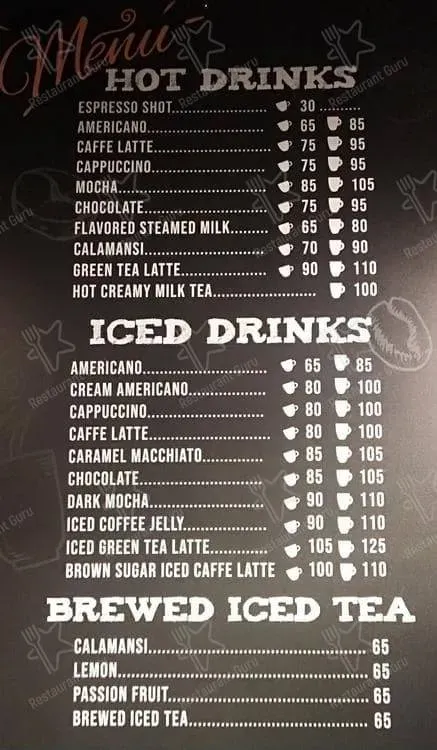 Menú
HOT DRINKS
ESPRESSO SHOT........................ 30 ..........
AMERICANO............................ 65 85
CAFFE LATTE.......................... 75 95
CAPPUCCINO........................... 75 95
MOCHA................................ 85 105
CHOCOLATE............................ 75 95
FLAVORED STEAMED MILK......... 65 80
CALAMANSI............................ 70 90
GREEN TEA LATTE..................... 90 110
HOT CREAMY MILK TEA......................... 100
ICED DRINKS
AMERICANO............................ 65 85
CREAM AMERICANO.................... 80 100
CAPPUCCINO........................... 80 100
CAFFE LATTE.......................... 80 100
CARAMEL MACCHIATO............... 85 105
CHOCOLATE............................ 85 105
DARK MOCHA........................... 90 110
ICED COFFEE JELLY................... 90 110
ICED GREEN TEA LATTE............. 105 125
BROWN SUGAR ICED CAFFE LATTE 100 110
BREWED ICED TEA
CALAMANSI...................................................... 65
LEMON............................................................ 65
PASSION FRUIT................................................. 65
BREWED ICED TEA............................................. 65
Restaurant Guru